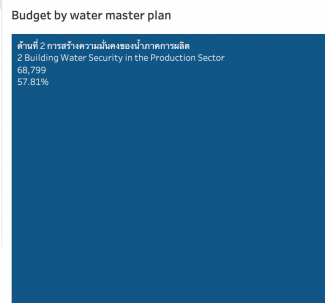 Budget by water master plan
ด้านที่ 2 การสร้างความมั่นคงของน้ำภาคการผลิต
2 Building Water Security in the Production Sector
68,799
57.81%